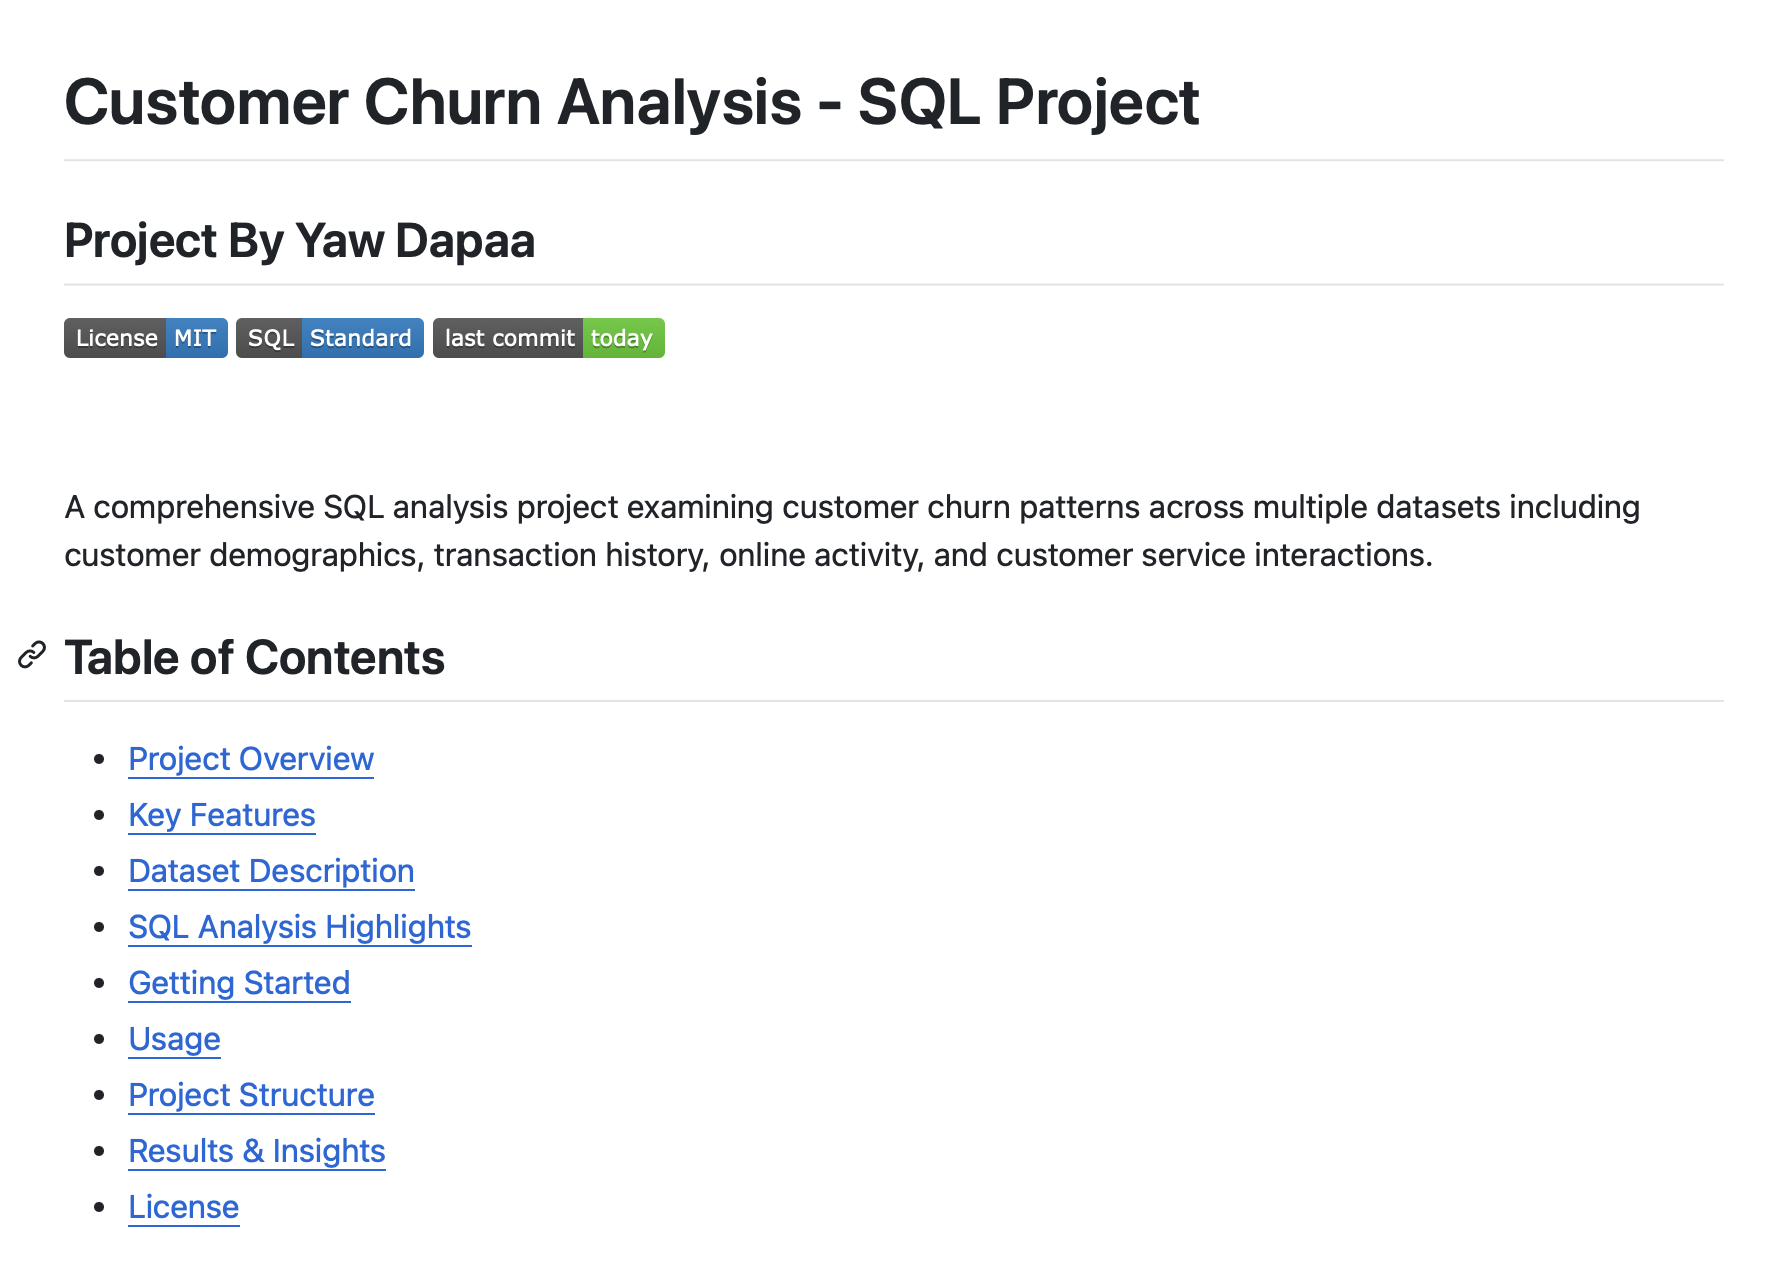 Customer Churn Analysis - SQL Project
Project By Yaw Dapaa
License MIT SQL Standard last commit today
A comprehensive SQL analysis project examining customer churn patterns across multiple datasets including
customer demographics, transaction history, online activity, and customer service interactions.
Table of Contents
Project Overview
Key Features
Dataset Description
SQL Analysis Highlights
Getting Started
Usage
Project Structure
Results & Insights
License